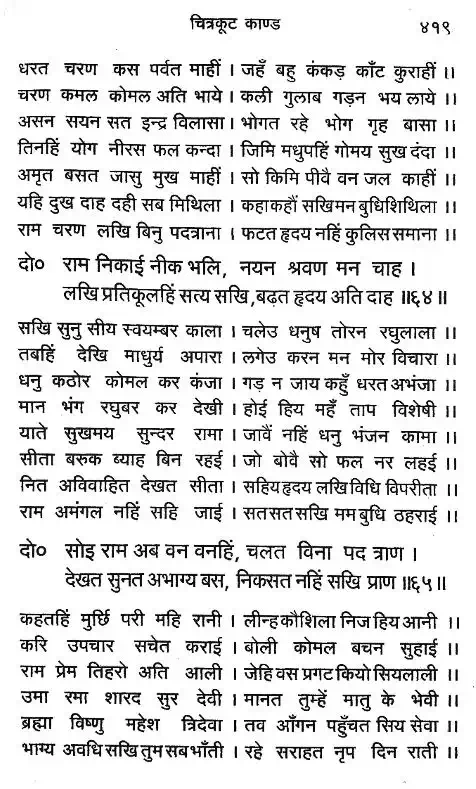 चित्रकूट काण्ड ४१९
धरत चरण कस पर्वत माहीं । जहँ बहु कंकड़ काँट कुराहीं ।।
चरण कमल कोमल अति भाये । कली गुलाब गड़न भय लाये ।
असन सयन सत इन्द्र विलासा । भोगत रहे भोग गृह बासा ।।
तिनहिं योग नीरस फल कन्दा । जिमि मधुपहिं गोमय सुख दंदा ।
अमृत बसत जासु मुख माहीं । सो किमि पीवै वन जल काहीं ।।
यहि दुख दाह दही सब मिथिला । कहा कहौं सखि मन बुधि शिथिला ।
राम चरण लखि बिनु पदत्राना । फटत हृदय नहिं कुलिस समाना ।।
दो० राम निकाई नीक भलि, नयन श्रवण मन चाह ।
लखि प्रतिकूलहिं सत्य सखि, बढ़त हृदय अति दाह ।।६४।।
सखि सुनु सीय स्वयम्बर काला । चलेउ धनुष तोरन रघुलाला ।।
तबहिं देखि माधुर्य अपारा । लगेउ करन मन मोर विचारा ।।
धनु कठोर कोमल कर कंजा । गड़ न जाय कहुँ धरत अभंजा ।।
मान भंग रघुबर कर देखी । होई हिय महँ ताप विशेषी ।।
याते सुखमय सुन्दर रामा । जावैं नहिं धनु भंजन कामा ।।
सीता बरुक ब्याह बिन रहई । जो बोवै सो फल नर लहई ।।
नित अविवाहित देखत सीता । सहिय हृदय लखि विधि विपरीता ।।
राम अमंगल नहिं सहि जाई । सत सत सखि मम बुधि ठहराई ।।
दो० सोइ राम अब वन वनहिं, चलत विना पद त्राण ।
देखत सुनत अभाग्य बस, निकसत नहिं सखि प्राण ।।६५।।
कहतहिं मुर्छि परी महि रानी । लीन्ह कौशिला निज हिय आनी ।।
करि उपचार सचेत कराई । बोली कोमल बचन सुहाई ।।
राम प्रेम तिहरो अति आली । जेहि वस प्रगट कियो सियलाली ।।
उमा रमा शारद सुर देवी । मानत तुम्हें मातु के भेवी ।।
ब्रह्मा विष्णु महेश त्रिदेवा । तव आँगन पहुँचत सिय सेवा ।।
भाग्य अवधि सखि तुम सब भाँती । रहे सराहत नृप दिन राती ।।